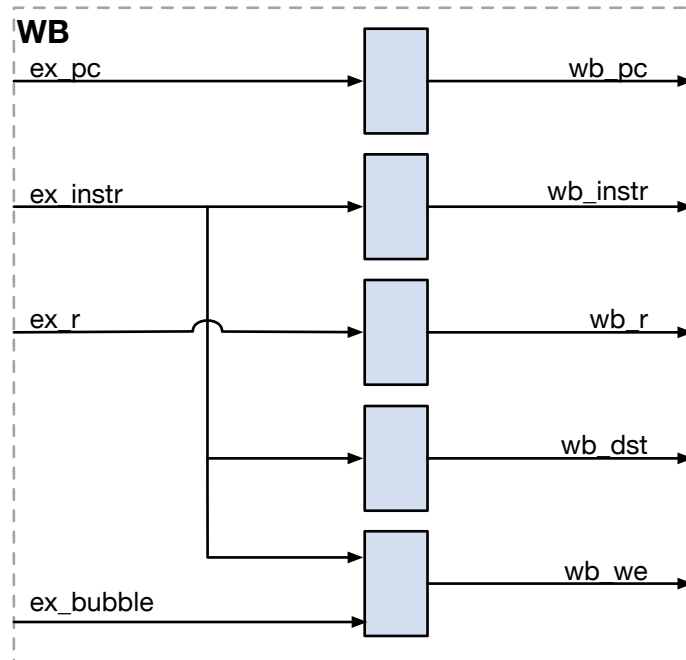 WB
ex_pc
wb_pc
ex_instr
wb_instr
ex_r
wb_r
wb_dst
wb_we
ex_bubble